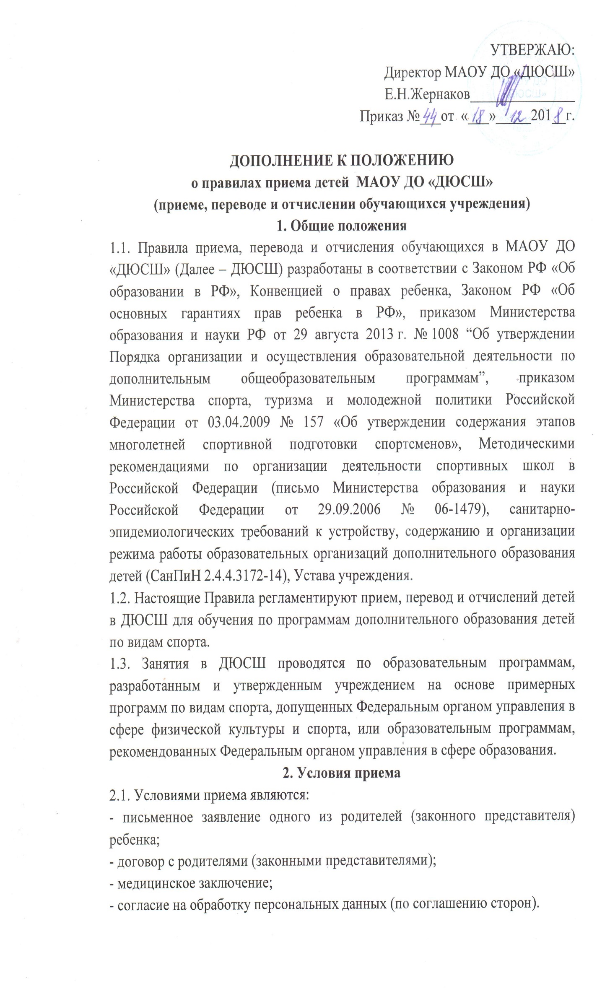 УТВЕРЖАЮ:
Директор МАОУ ДО «ДЮСШ»
Е.Н.Жернаков_______________
Приказ №44 от «18» 12 2018 г.
ДОПОЛНЕНИЕ К ПОЛОЖЕНИЮ
о правилах приема детей МАОУ ДО «ДЮСШ»
(приеме, переводе и отчислении обучающихся учреждения)
1. Общие положения
1.1. Правила приема, перевода и отчисления обучающихся в МАОУ ДО
«ДЮСШ» (Далее – ДЮСШ) разработаны в соответствии с Законом РФ «Об
образовании в РФ», Конвенцией о правах ребенка, Законом РФ «Об
основных гарантиях прав ребенка в РФ», приказом Министерства
образования и науки РФ от 29 августа 2013 г. № 1008 “Об утверждении
Порядка организации и осуществления образовательной деятельности по
дополнительным общеобразовательным программам”, приказом
Министерства спорта, туризма и молодежной политики Российской
Федерации от 03.04.2009 № 157 «Об утверждении содержания этапов
многолетней спортивной подготовки спортсменов», Методическими
рекомендациями по организации деятельности спортивных школ в
Российской Федерации (письмо Министерства образования и науки
Российской Федерации от 29.09.2006 № 06-1479), санитарно-
эпидемиологических требований к устройству, содержанию и организации
режима работы образовательных организаций дополнительного образования
детей (СанПиН 2.4.4.3172-14), Устава учреждения.
1.2. Настоящие Правила регламентируют прием, перевод и отчислений детей
в ДЮСШ для обучения по программам дополнительного образования детей
по видам спорта.
1.3. Занятия в ДЮСШ проводятся по образовательным программам,
разработанным и утвержденным учреждением на основе примерных
программ по видам спорта, допущенных Федеральным органом управления в
сфере физической культуры и спорта, или образовательным программам,
рекомендованных Федеральным органом управления в сфере образования.
2. Условия приема
2.1. Условиями приема являются:
- письменное заявление одного из родителей (законного представителя)
ребенка;
- договор с родителями (законными представителями);
- медицинское заключение;
- согласие на обработку персональных данных (по соглашению сторон).